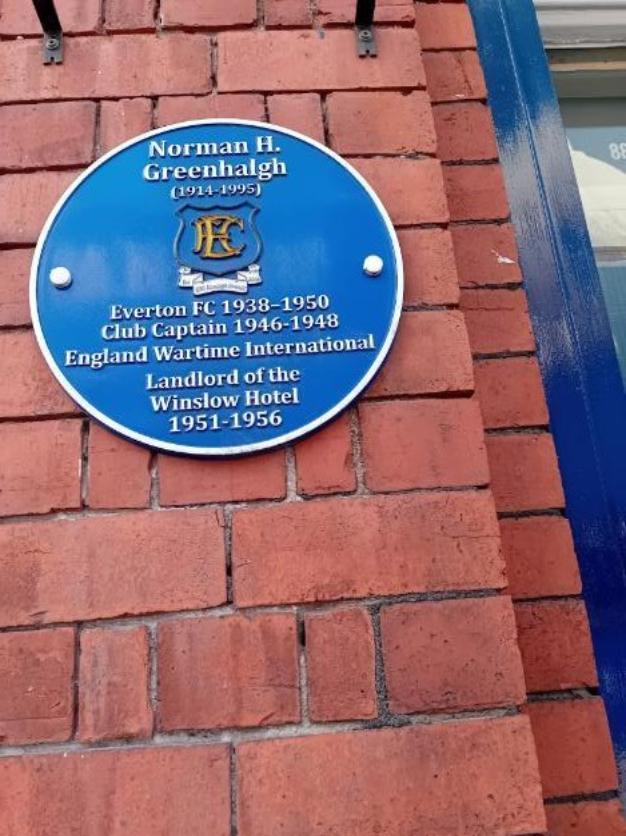 Norman H.
Greenhalgh
(1914-1995)
EFC
Everton FC 1938–1950
Club Captain 1946-1948
England Wartime International
Landlord of the
Winslow Hotel
1951-1956